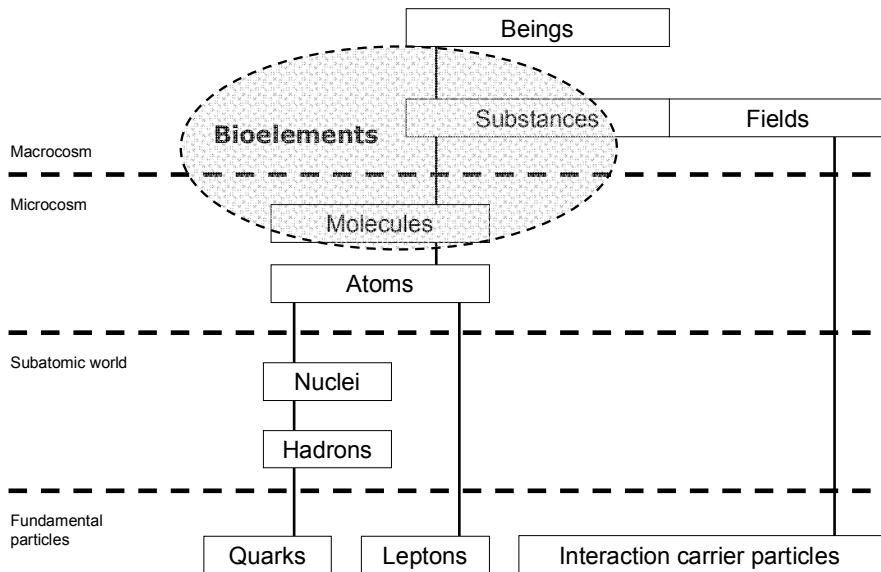 Beings
Substances
Fields
Bioelements
Macrocosm
Microcosm
Molecules
Atoms
Subatomic world
Nuclei
Hadrons
Fundamental
particles
Quarks
Leptons
Interaction carrier particles